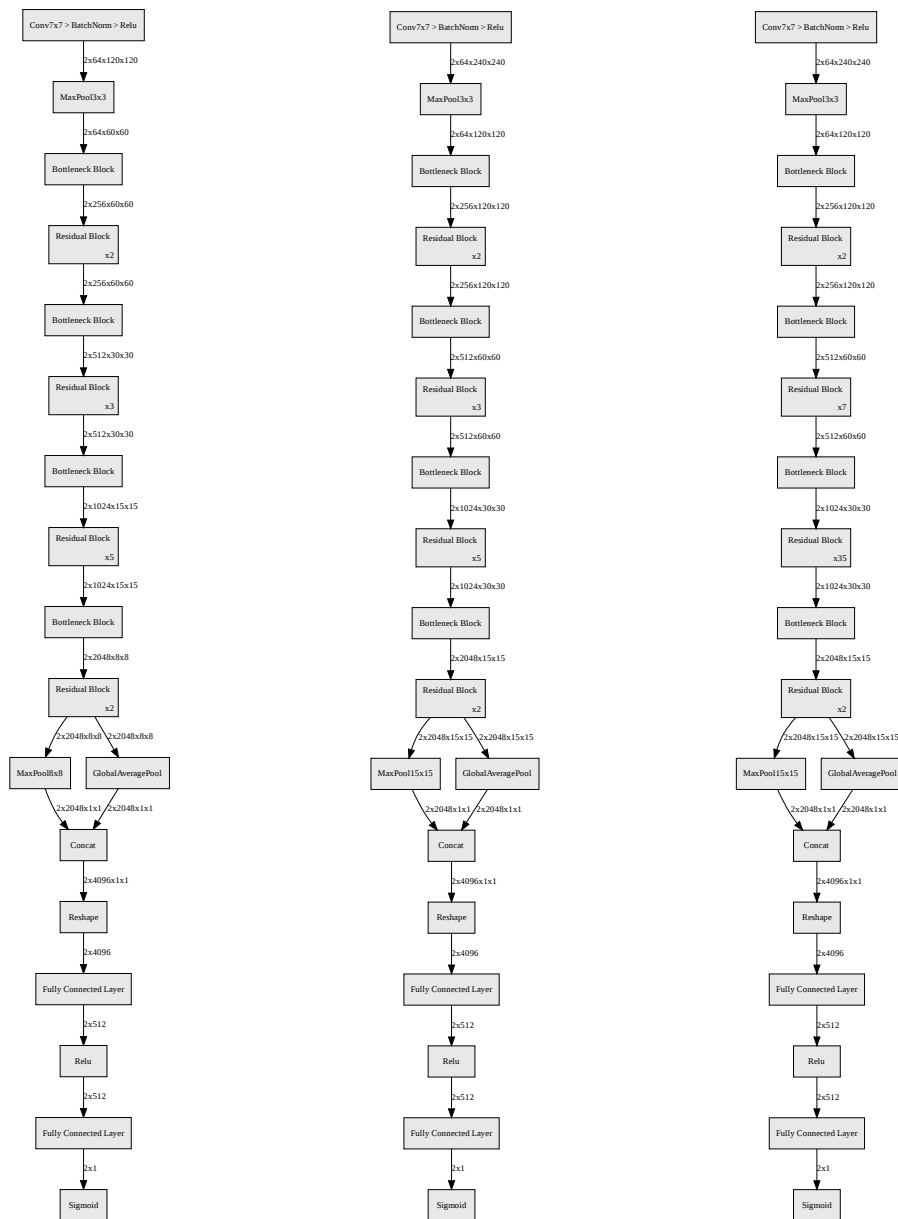 Conv7x7 > BatchNorm > Relu
2x64x120x120
MaxPool3x3
2x64x60x60
Bottleneck Block
2x256x60x60
Residual Block
x2
2x256x60x60
Bottleneck Block
2x512x30x30
Residual Block
x3
2x512x30x30
Bottleneck Block
2x1024x15x15
Residual Block
x5
2x1024x15x15
Bottleneck Block
2x2048x8x8
Residual Block
x2
2x2048x8x8
2x2048x8x8
MaxPool8x8
GlobalAveragePool
2x2048x1x1
2x2048x1x1
Concat
2x4096x1x1
Reshape
2x4096
Fully Connected Layer
2x512
Relu
2x512
Fully Connected Layer
2x1
Sigmoid
Conv7x7 > BatchNorm > Relu
2x64x240x240
MaxPool3x3
2x64x120x120
Bottleneck Block
2x256x120x120
Residual Block
x2
2x256x120x120
Bottleneck Block
2x512x60x60
Residual Block
x3
2x512x60x60
Bottleneck Block
2x1024x30x30
Residual Block
x5
2x1024x30x30
Bottleneck Block
2x2048x15x15
Residual Block
x2
2x2048x15x15
2x2048x15x15
MaxPool15x15
GlobalAveragePool
2x2048x1x1
2x2048x1x1
Concat
2x4096x1x1
Reshape
2x4096
Fully Connected Layer
2x512
Relu
2x512
Fully Connected Layer
2x1
Sigmoid
Conv7x7 > BatchNorm > Relu
2x64x240x240
MaxPool3x3
2x64x120x120
Bottleneck Block
2x256x120x120
Residual Block
x2
2x256x120x120
Bottleneck Block
2x512x60x60
Residual Block
x7
2x512x60x60
Bottleneck Block
2x1024x30x30
Residual Block
x35
2x1024x30x30
Bottleneck Block
2x2048x15x15
Residual Block
x2
2x2048x15x15
2x2048x15x15
MaxPool15x15
GlobalAveragePool
2x2048x1x1
2x2048x1x1
Concat
2x4096x1x1
Reshape
2x4096
Fully Connected Layer
2x512
Relu
2x512
Fully Connected Layer
2x1
Sigmoid